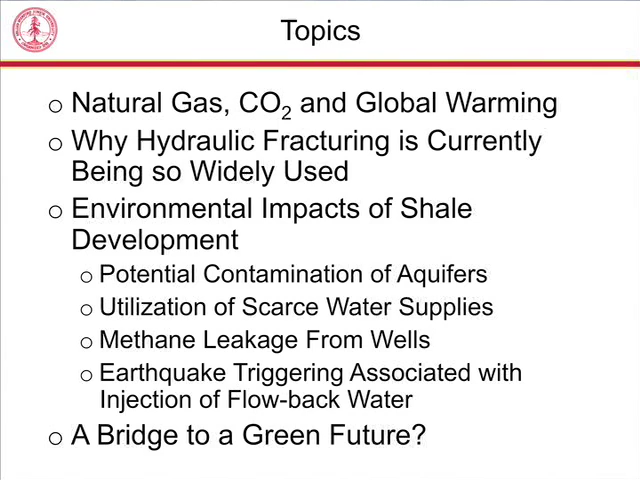 Topics
o Natural Gas, CO2 and Global Warming
o Why Hydraulic Fracturing is Currently
Being so Widely Used
o Environmental Impacts of Shale
Development
o Potential Contamination of Aquifers
o Utilization of Scarce Water Supplies
o Methane Leakage From Wells
o Earthquake Triggering Associated with
Injection of Flow-back Water
o A Bridge to a Green Future?